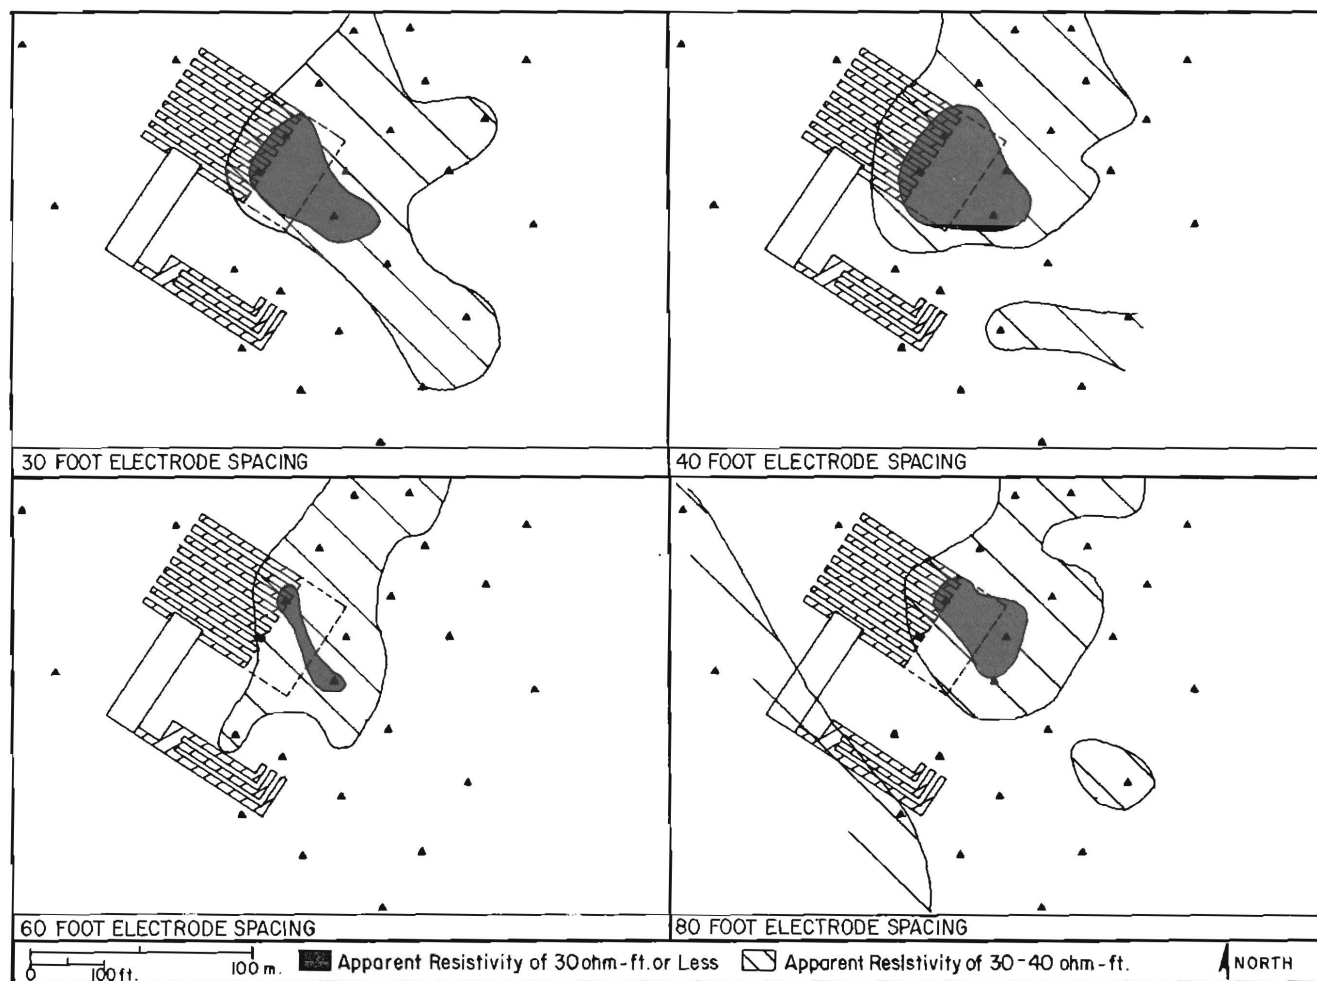 30 FOOT ELECTRODE SPACING
40 FOOT ELECTRODE SPACING
60 FOOT ELECTRODE SPACING
80 FOOT ELECTRODE SPACING
0 100 ft. 100 m.
Apparent Resistivity of 30 ohm-ft. or Less
Apparent Resistivity of 30-40 ohm-ft.
NORTH